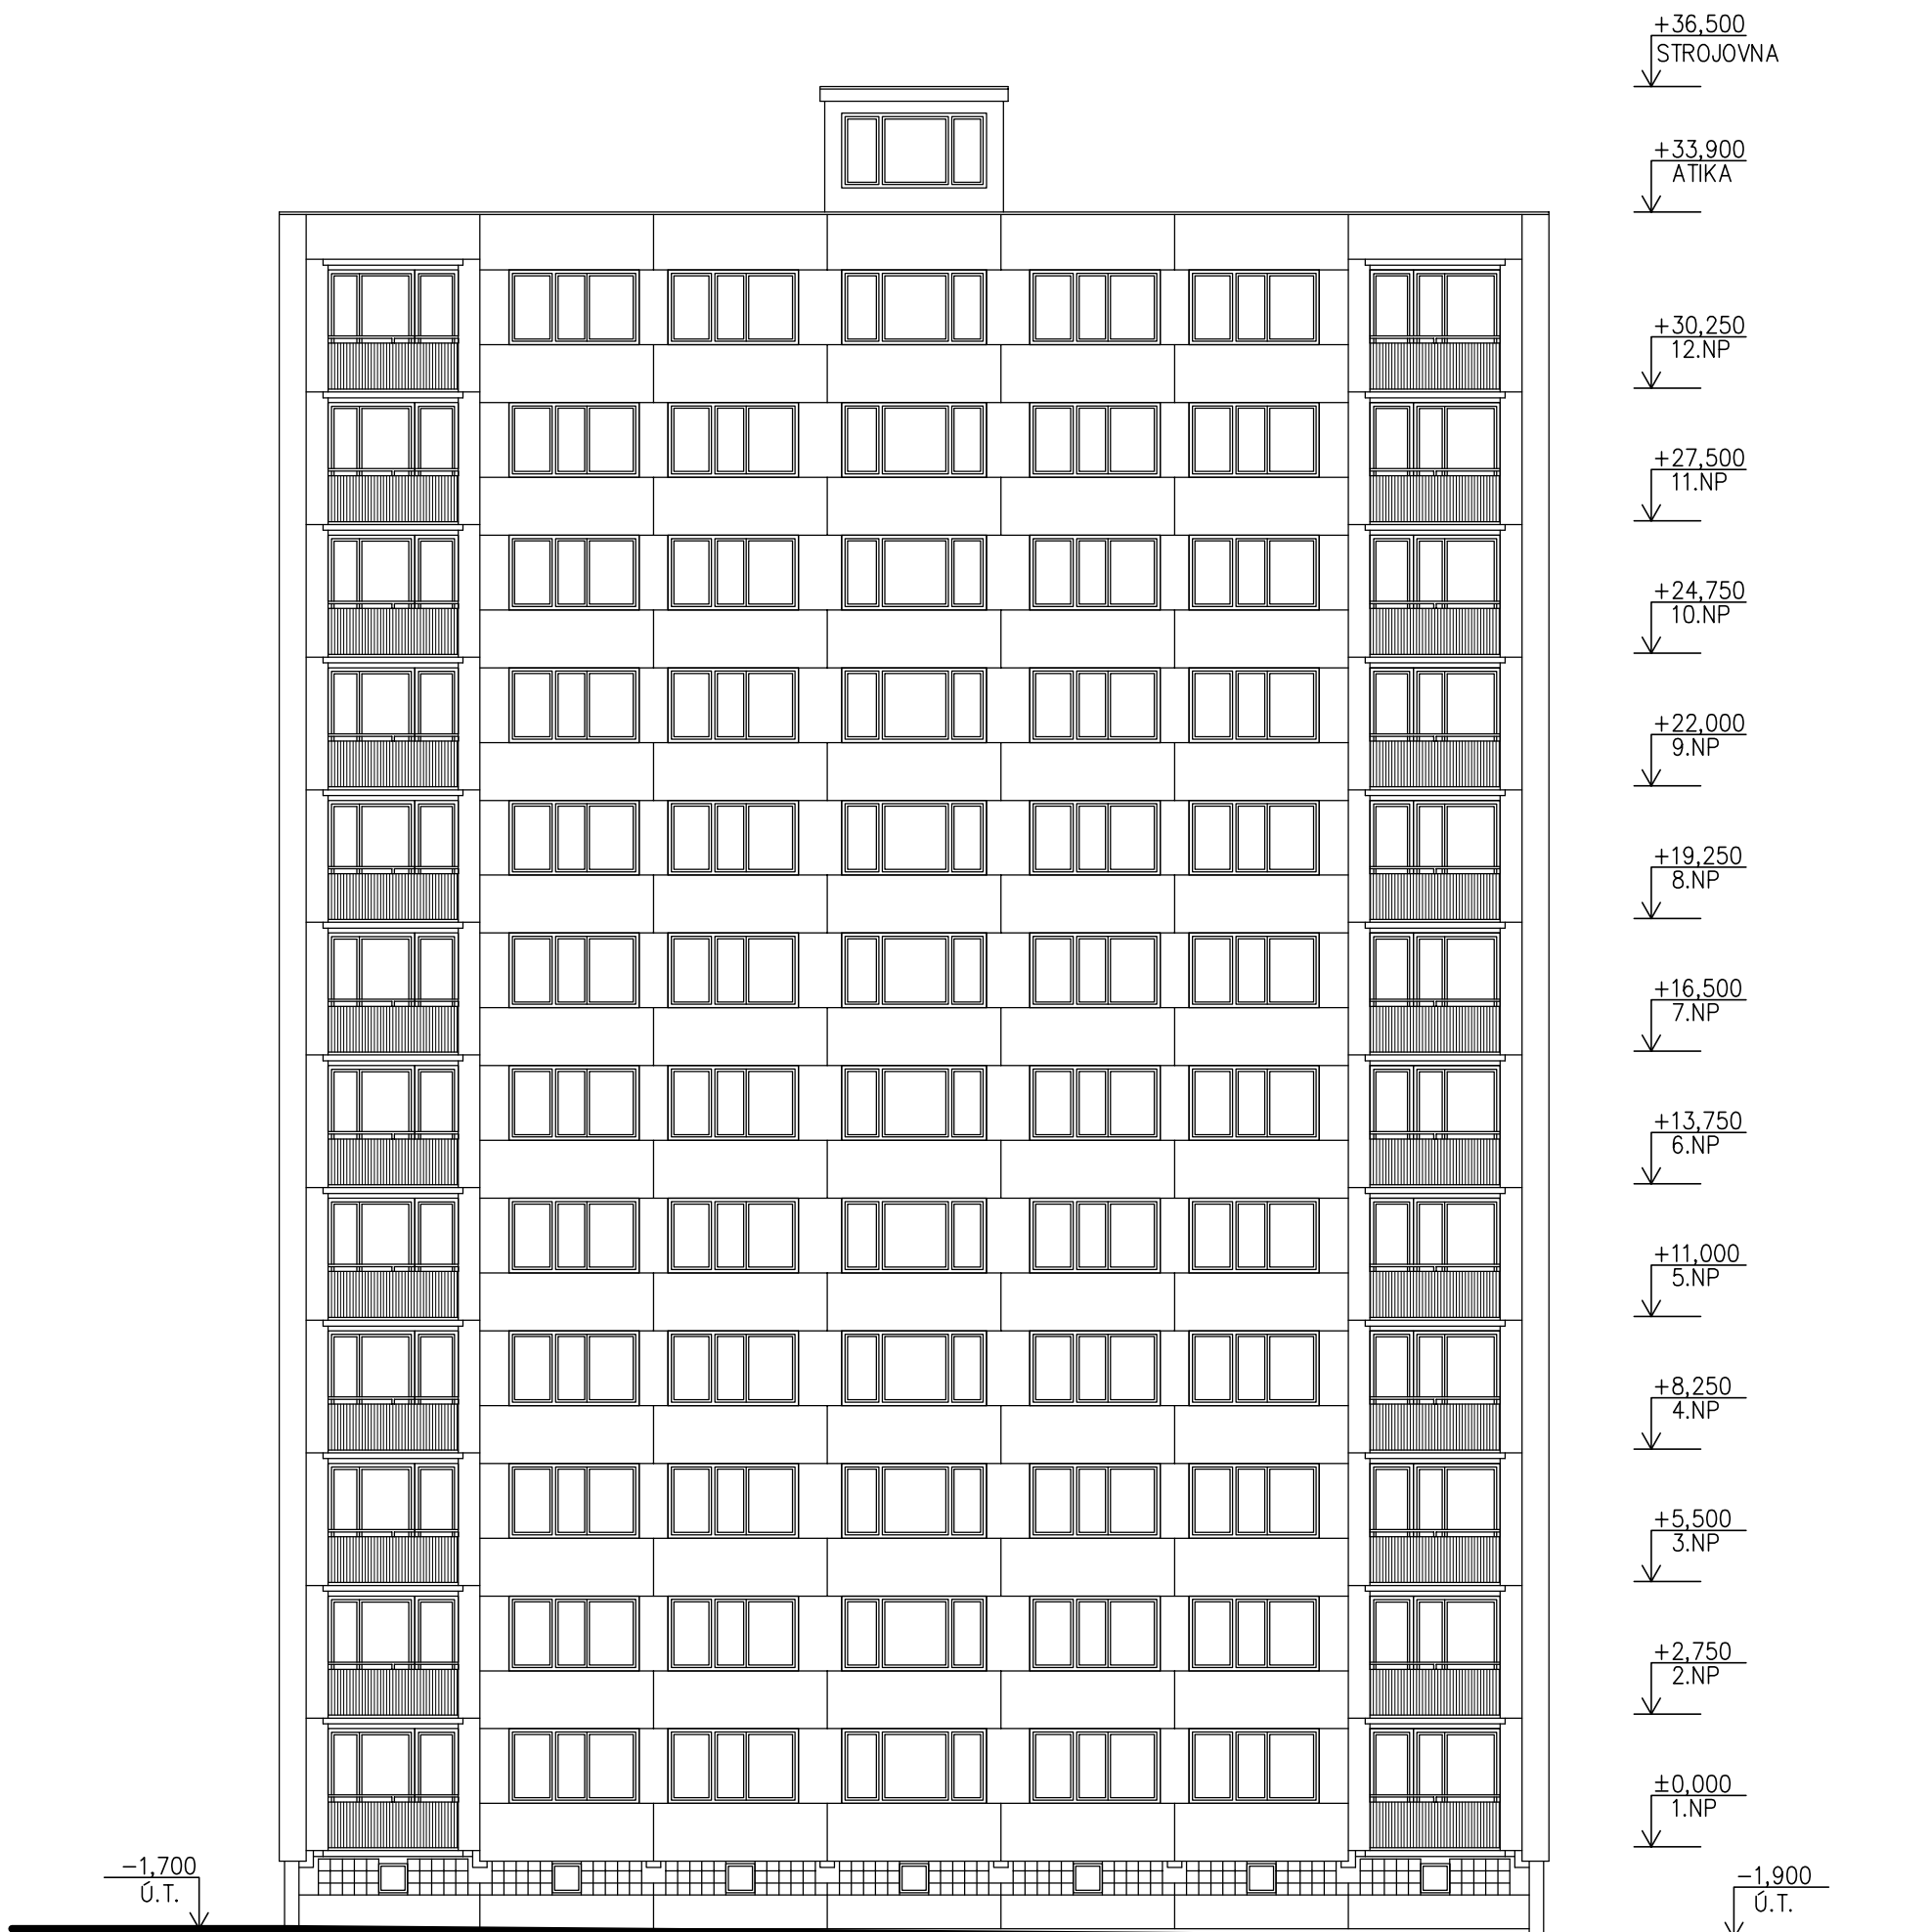 +36,500
STROJOVNA
+33,900
ATIKA
+30,250
12.NP
+27,500
11.NP
+24,750
10.NP
+22,000
9.NP
+19,250
8.NP
+16,500
7.NP
+13,750
6.NP
+11,000
5.NP
+8,250
4.NP
+5,500
3.NP
+2,750
2.NP
±0,000
1.NP
−1,700
Ú.T.
−1,900
Ú.T.